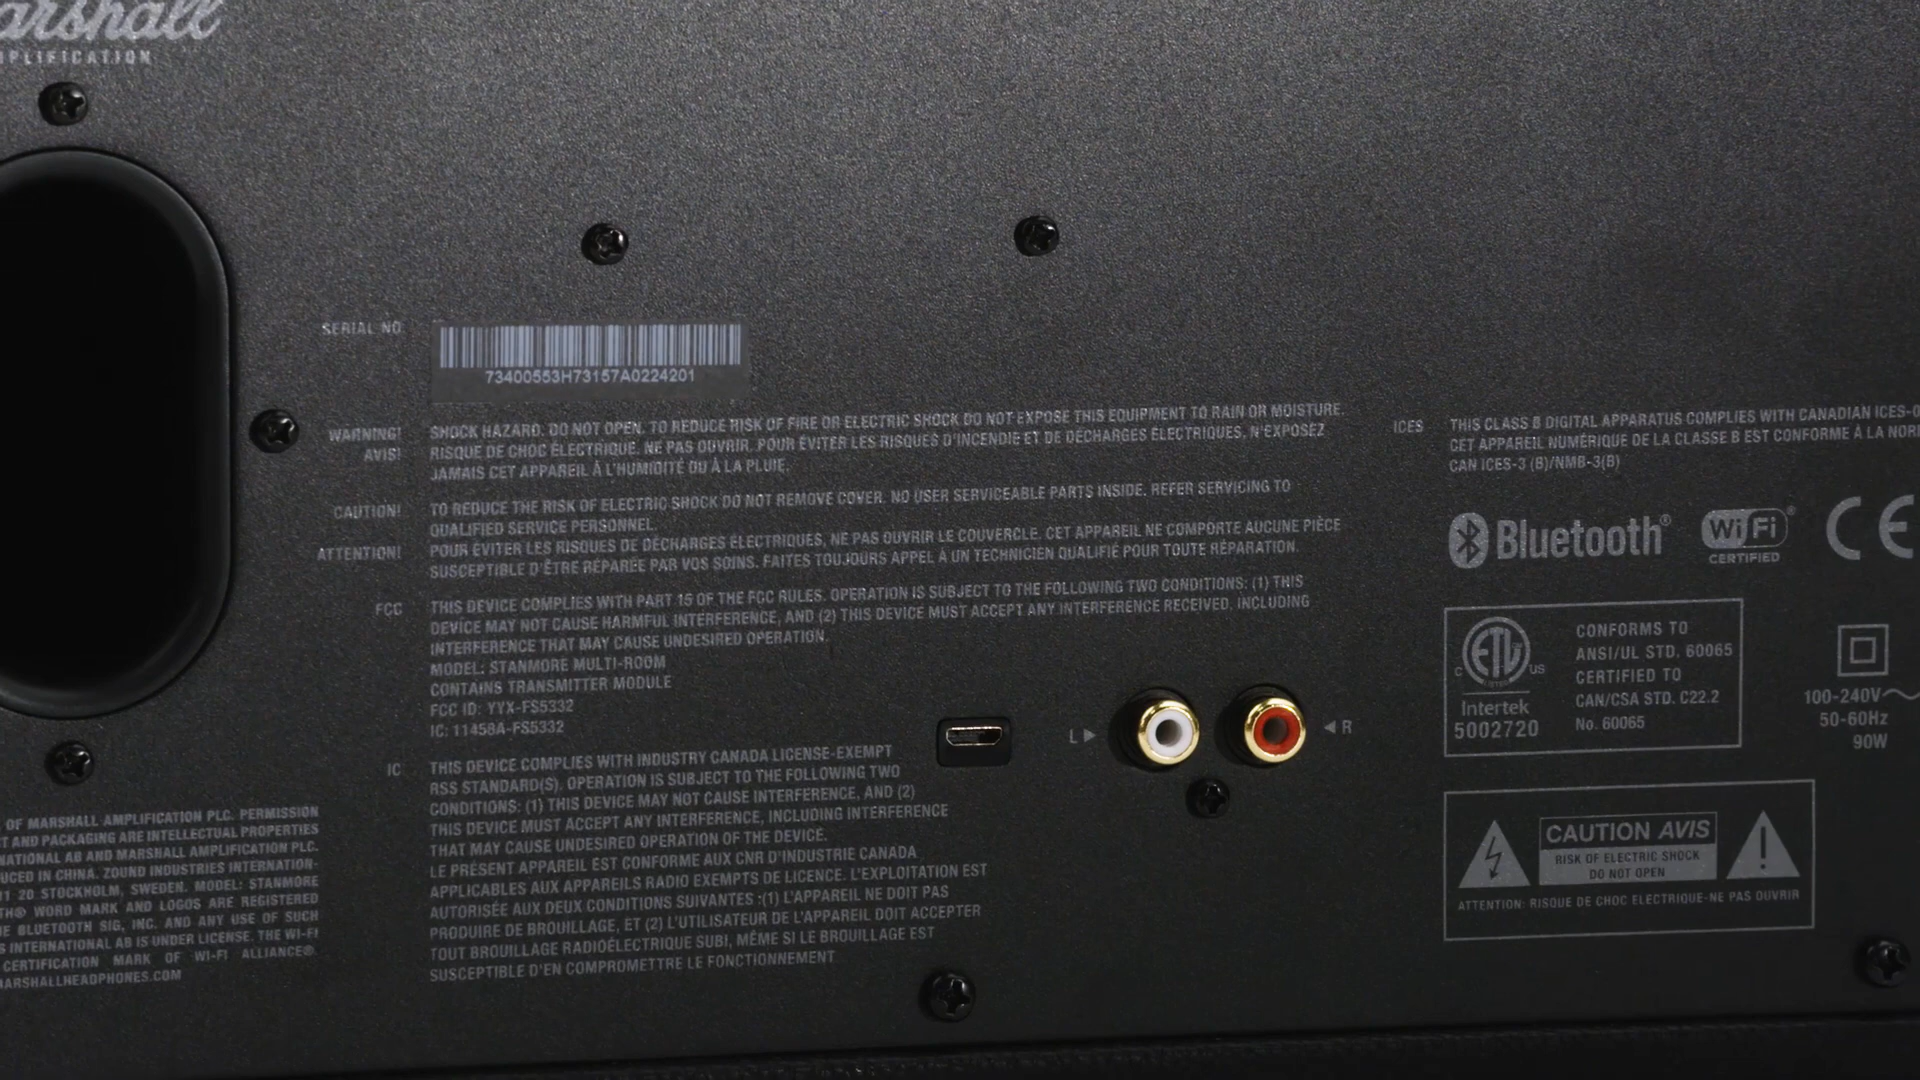 arshall
PLIFICATION
SERIAL NO.
73400553H73157A0224201
WARNING! SHOCK HAZARD. DO NOT OPEN. TO REDUCE RISK OF FIRE OR ELECTRIC SHOCK DO NOT EXPOSE THIS EQUIPMENT TO RAIN OR MOISTURE.
AVIS! RISQUE DE CHOC ÉLECTRIQUE. NE PAS OUVRIR. POUR ÉVITER LES RISQUES D'INCENDIE ET DE DÉCHARGES ÉLECTRIQUES, N'EXPOSEZ
JAMAIS CET APPAREIL À L'HUMIDITÉ OU À LA PLUIE.
CAUTION! TO REDUCE THE RISK OF ELECTRIC SHOCK DO NOT REMOVE COVER. NO USER SERVICEABLE PARTS INSIDE. REFER SERVICING TO
QUALIFIED SERVICE PERSONNEL.
ATTENTION! POUR ÉVITER LES RISQUES DE DÉCHARGES ÉLECTRIQUES, NE PAS OUVRIR LE COUVERCLE. CET APPAREIL NE COMPORTE AUCUNE PIÈCE
SUSCEPTIBLE D'ÊTRE RÉPARÉE PAR VOS SOINS. FAITES TOUJOURS APPEL À UN TECHNICIEN QUALIFIÉ POUR TOUTE RÉPARATION.
FCC THIS DEVICE COMPLIES WITH PART 15 OF THE FCC RULES. OPERATION IS SUBJECT TO THE FOLLOWING TWO CONDITIONS: (1) THIS
DEVICE MAY NOT CAUSE HARMFUL INTERFERENCE, AND (2) THIS DEVICE MUST ACCEPT ANY INTERFERENCE RECEIVED, INCLUDING
INTERFERENCE THAT MAY CAUSE UNDESIRED OPERATION.
MODEL: STANMORE MULTI-ROOM
CONTAINS TRANSMITTER MODULE
FCC ID: YYX-FS5332
IC: 11458A-FS5332
IC THIS DEVICE COMPLIES WITH INDUSTRY CANADA LICENSE-EXEMPT
RSS STANDARD(S). OPERATION IS SUBJECT TO THE FOLLOWING TWO
CONDITIONS: (1) THIS DEVICE MAY NOT CAUSE INTERFERENCE, AND (2)
THIS DEVICE MUST ACCEPT ANY INTERFERENCE, INCLUDING INTERFERENCE
THAT MAY CAUSE UNDESIRED OPERATION OF THE DEVICE.
LE PRÉSENT APPAREIL EST CONFORME AUX CNR D'INDUSTRIE CANADA
APPLICABLES AUX APPAREILS RADIO EXEMPTS DE LICENCE. L'EXPLOITATION EST
AUTORISÉE AUX DEUX CONDITIONS SUIVANTES :(1) L'APPAREIL NE DOIT PAS
PRODUIRE DE BROUILLAGE, ET (2) L'UTILISATEUR DE L'APPAREIL DOIT ACCEPTER
TOUT BROUILLAGE RADIOÉLECTRIQUE SUBI, MÊME SI LE BROUILLAGE EST
SUSCEPTIBLE D'EN COMPROMETTRE LE FONCTIONNEMENT
OF MARSHALL AMPLIFICATION PLC. PERMISSION
T AND PACKAGING ARE INTELLECTUAL PROPERTIES
NATIONAL AB AND MARSHALL AMPLIFICATION PLC.
UCED IN CHINA. ZOUND INDUSTRIES INTERNATION-
11 20 STOCKHOLM, SWEDEN. MODEL: STANMORE
TH® WORD MARK AND LOGOS ARE REGISTERED
E BLUETOOTH SIG, INC. AND ANY USE OF SUCH
S INTERNATIONAL AB IS UNDER LICENSE. THE WI-FI
CERTIFICATION MARK OF WI-FI ALLIANCE®.
ARSHALLHEADPHONES.COM
L R
ICES THIS CLASS B DIGITAL APPARATUS COMPLIES WITH CANADIAN ICES-0
CET APPAREIL NUMÉRIQUE DE LA CLASSE B EST CONFORME À LA NOR
CAN ICES-3 (B)/NMB-3(B)
Bluetooth® Wi Fi® CE
CERTIFIED
C ETL US
LISTED
Intertek
5002720
CONFORMS TO
ANSI/UL STD. 60065
CERTIFIED TO
CAN/CSA STD. C22.2
No. 60065
100-240V~
50-60Hz
90W
CAUTION AVIS
RISK OF ELECTRIC SHOCK
DO NOT OPEN
ATTENTION: RISQUE DE CHOC ELECTRIQUE-NE PAS OUVRIR